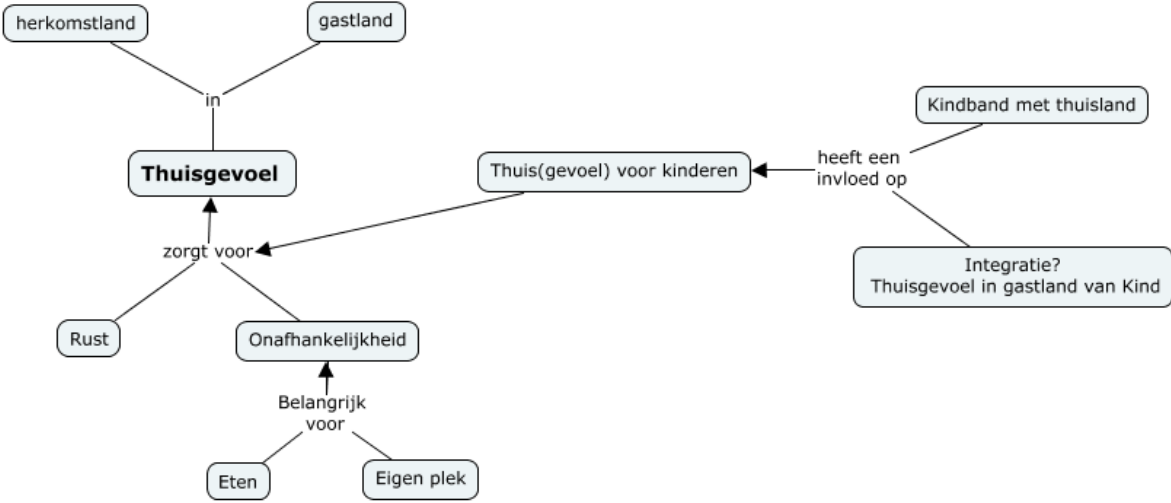 herkomstland
gastland
in
Kindband met thuisland
Thuisgevoel
Thuis(gevoel) voor kinderen
heeft een
invloed op
zorgt voor
Integratie?
Thuisgevoel in gastland van Kind
Rust
Onafhankelijkheid
Belangrijk
voor
Eten
Eigen plek